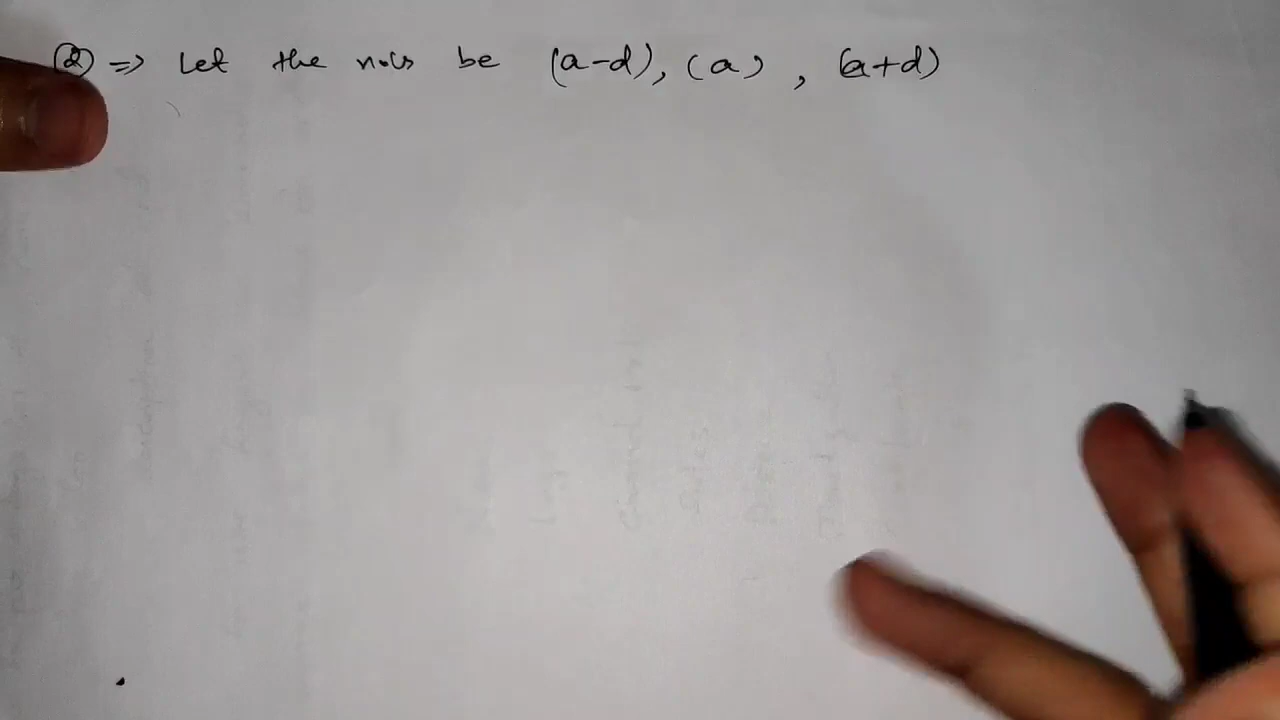 ② => Let the no.s be (a-d), (a) , (a+d)